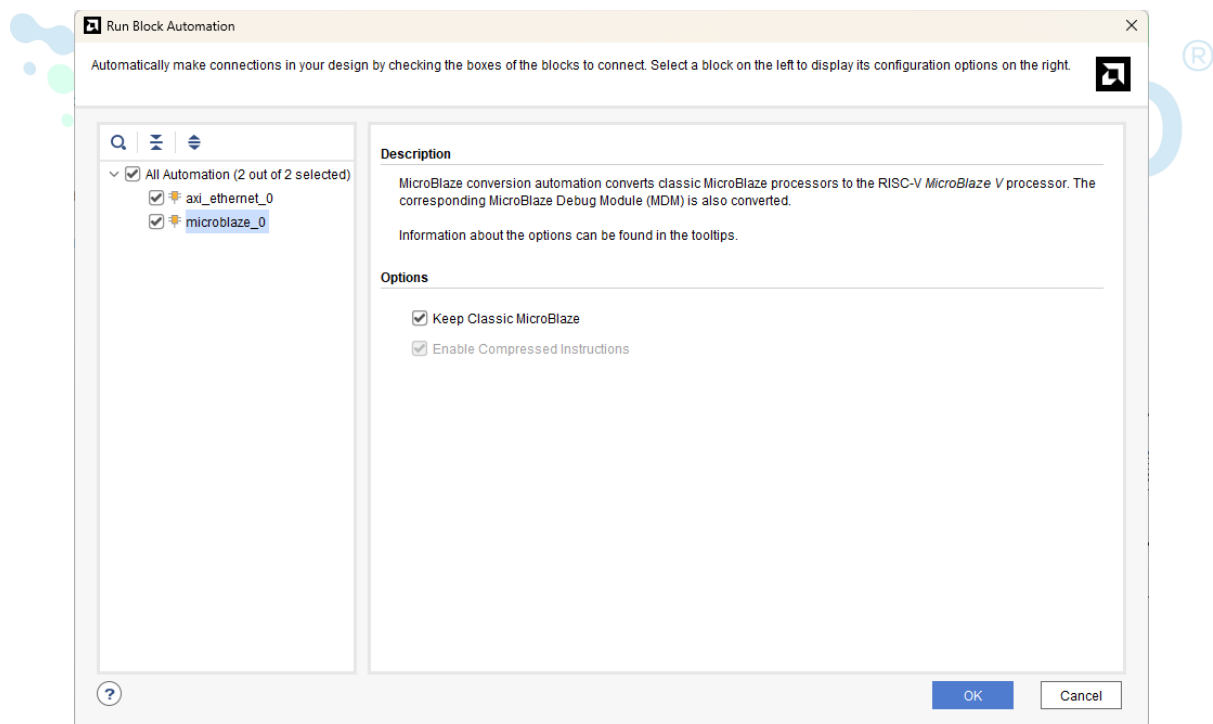 Run Block Automation
Automatically make connections in your design by checking the boxes of the blocks to connect. Select a block on the left to display its configuration options on the right.
®
All Automation (2 out of 2 selected)
axi_ethernet_0
microblaze_0
Description
MicroBlaze conversion automation converts classic MicroBlaze processors to the RISC-V MicroBlaze V processor. The
corresponding MicroBlaze Debug Module (MDM) is also converted.
Information about the options can be found in the tooltips.
Options
Keep Classic MicroBlaze
Enable Compressed Instructions
?
OK
Cancel